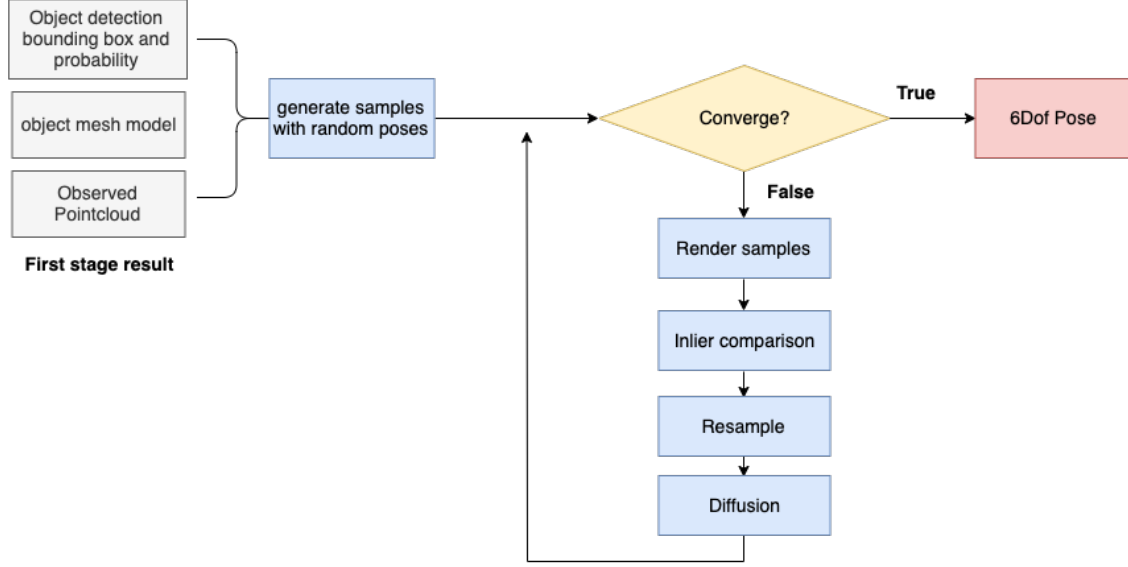 Object detection
bounding box and
probability
object mesh model
Observed
Pointcloud
First stage result
generate samples
with random poses
Converge?
True
6Dof Pose
False
Render samples
Inlier comparison
Resample
Diffusion